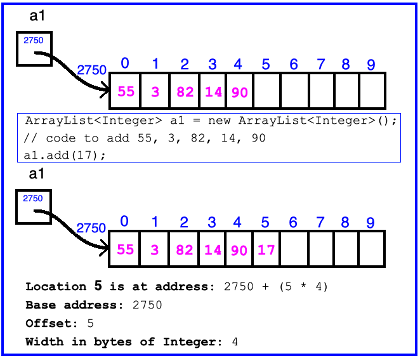 a1
2750
2750
0 1 2 3 4 5 6 7 8 9
55 3 82 14 90
ArrayList<Integer> a1 = new ArrayList<Integer>();
// code to add 55, 3, 82, 14, 90
a1.add(17);
a1
2750
2750
0 1 2 3 4 5 6 7 8 9
55 3 82 14 90 17
Location 5 is at address: 2750 + (5 * 4)
Base address: 2750
Offset: 5
Width in bytes of Integer: 4